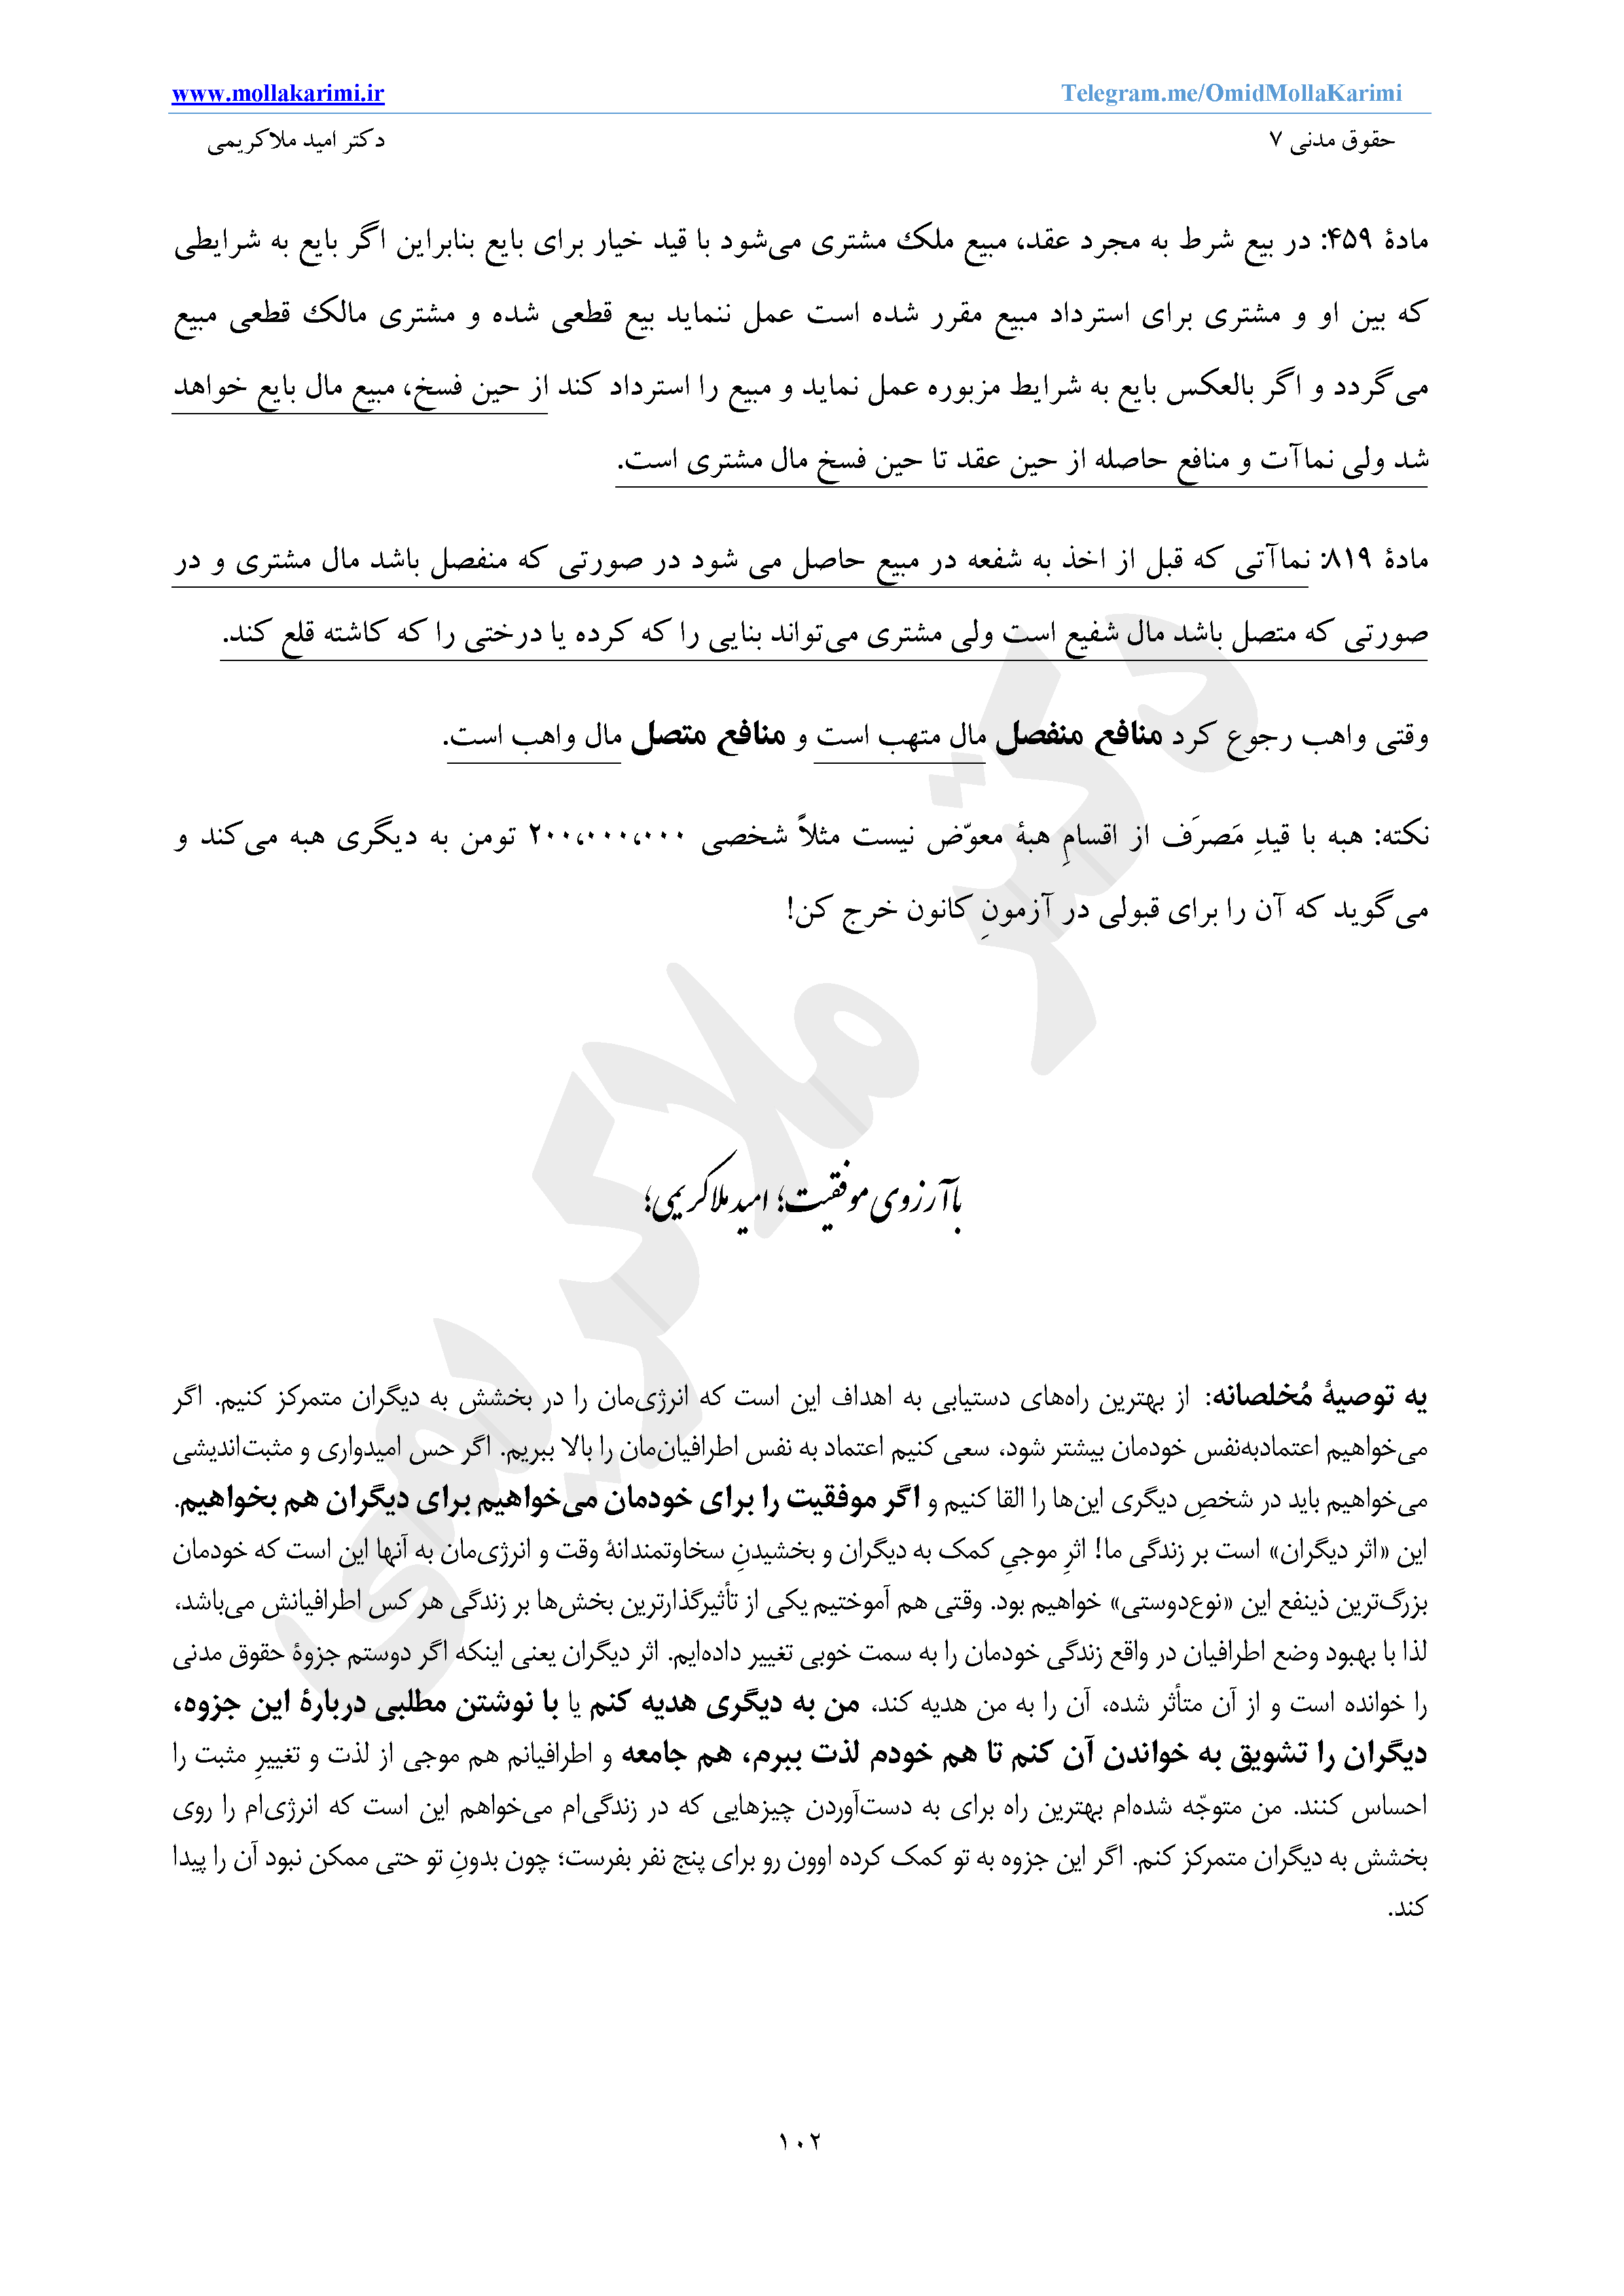 Telegram.me/OmidMollaKarimi www.mollakarimi.ir
حقوق مدنی ۷ دکتر امید ملاکریمی
مادۀ ۴۵۹: در بیع شرط به مجرد عقد، مبیع ملک مشتری می‌شود با قید خیار برای بایع بنابراین اگر بایع به شرایطی
که بین او و مشتری برای استرداد مبیع مقرر شده است عمل ننماید بیع قطعی شده و مشتری مالک قطعی مبیع
می‌گردد و اگر بالعکس بایع به شرایط مزبوره عمل نماید و مبیع را استرداد کند از حین فسخ، مبیع مال بایع خواهد
شد ولی نماآت و منافع حاصله از حین عقد تا حین فسخ مال مشتری است.
مادۀ ۸۱۹: نماآتی که قبل از اخذ به شفعه در مبیع حاصل می شود در صورتی که منفصل باشد مال مشتری و در
صورتی که متصل باشد مال شفیع است ولی مشتری می‌تواند بنایی را که کرده یا درختی را که کاشته قلع کند.
وقتی واهب رجوع کرد منافع منفصل مال متهب است و منافع متصل مال واهب است.
نکته: هبه با قیدِ مَصرَف از اقسامِ هبۀ معوّض نیست مثلاً شخصی ۲۰۰،۰۰۰،۰۰۰ تومن به دیگری هبه می‌کند و
می‌گوید که آن را برای قبولی در آزمونِ کانون خرج کن!
با آرزوی موفقیت؛ امید ملاکریمی؛
یه توصیۀ مُخلصانه: از بهترین راه‌های دستیابی به اهداف این است که انرژی‌مان را در بخشش به دیگران متمرکز کنیم. اگر
می‌خواهیم اعتمادبه‌نفس خودمان بیشتر شود، سعی کنیم اعتماد به نفس اطرافیان‌مان را بالا ببریم. اگر حس امیدواری و مثبت‌اندیشی
می‌خواهیم باید در شخصِ دیگری این‌ها را القا کنیم و اگر موفقیت را برای خودمان می‌خواهیم برای دیگران هم بخواهیم.
این «اثر دیگران» است بر زندگی ما! اثرِ موجیِ کمک به دیگران و بخشیدنِ سخاوتمندانۀ وقت و انرژی‌مان به آنها این است که خودمان
بزرگ‌ترین ذینفع این «نوع‌دوستی» خواهیم بود. وقتی هم آموختیم یکی از تأثیرگذارترین بخش‌ها بر زندگی هر کس اطرافیانش می‌باشد،
لذا با بهبود وضع اطرافیان در واقع زندگی خودمان را به سمت خوبی تغییر داده‌ایم. اثر دیگران یعنی اینکه اگر دوستم جزوۀ حقوق مدنی
را خوانده است و از آن متأثر شده، آن را به من هدیه کند، من به دیگری هدیه کنم یا با نوشتن مطلبی دربارۀ این جزوه،
دیگران را تشویق به خواندن آن کنم تا هم خودم لذت ببرم، هم جامعه و اطرافیانم هم موجی از لذت و تغییرِ مثبت را
احساس کنند. من متوجّه شده‌ام بهترین راه برای به دست‌آوردن چیزهایی که در زندگی‌ام می‌خواهم این است که انرژی‌ام را روی
بخشش به دیگران متمرکز کنم. اگر این جزوه به تو کمک کرده اوون رو برای پنج نفر بفرست؛ چون بدونِ تو حتی ممکن نبود آن را پیدا
کند.
۱۰۲
دکتر ملاکریمی